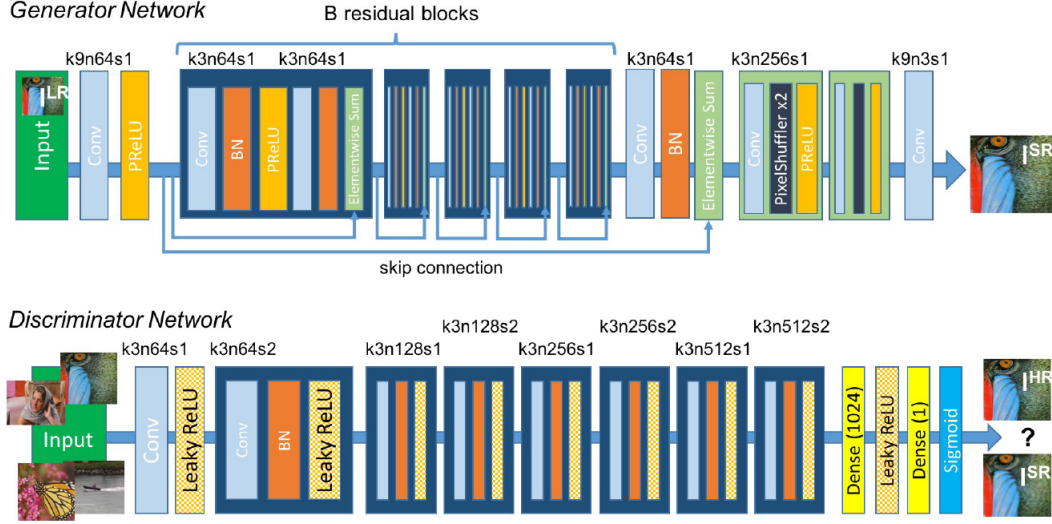 Generator Network
B residual blocks
k9n64s1
k3n64s1
k3n64s1
k3n64s1
k3n256s1
k9n3s1
I LR
Input
Conv
PReLU
Conv
BN
PReLU
Elementwise Sum
Conv
BN
Elementwise Sum
Conv
PixelShuffler x2
PReLU
Conv
I SR
skip connection
Discriminator Network
k3n128s2
k3n256s2
k3n512s2
k3n64s1
k3n64s2
k3n128s1
k3n256s1
k3n512s1
Input
Conv
Leaky ReLU
Conv
BN
Leaky ReLU
Dense (1024)
Leaky ReLU
Dense (1)
Sigmoid
I HR
?
I SR